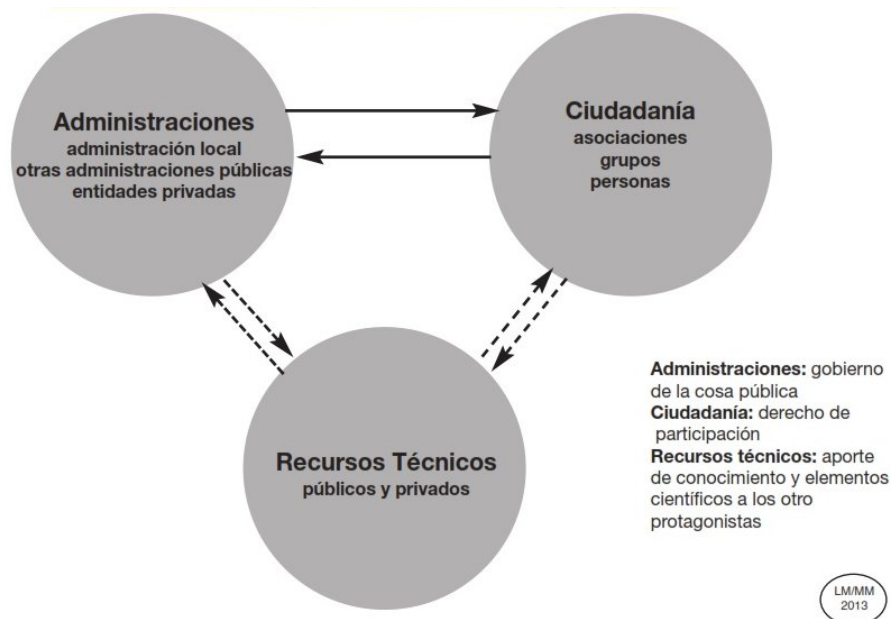 Administraciones
administración local
otras administraciones públicas
entidades privadas
Ciudadanía
asociaciones
grupos
personas
Recursos Técnicos
públicos y privados
Administraciones: gobierno
de la cosa pública
Ciudadanía: derecho de
participación
Recursos técnicos: aporte
de conocimiento y elementos
científicos a los otro
protagonistas
LM/MM
2013